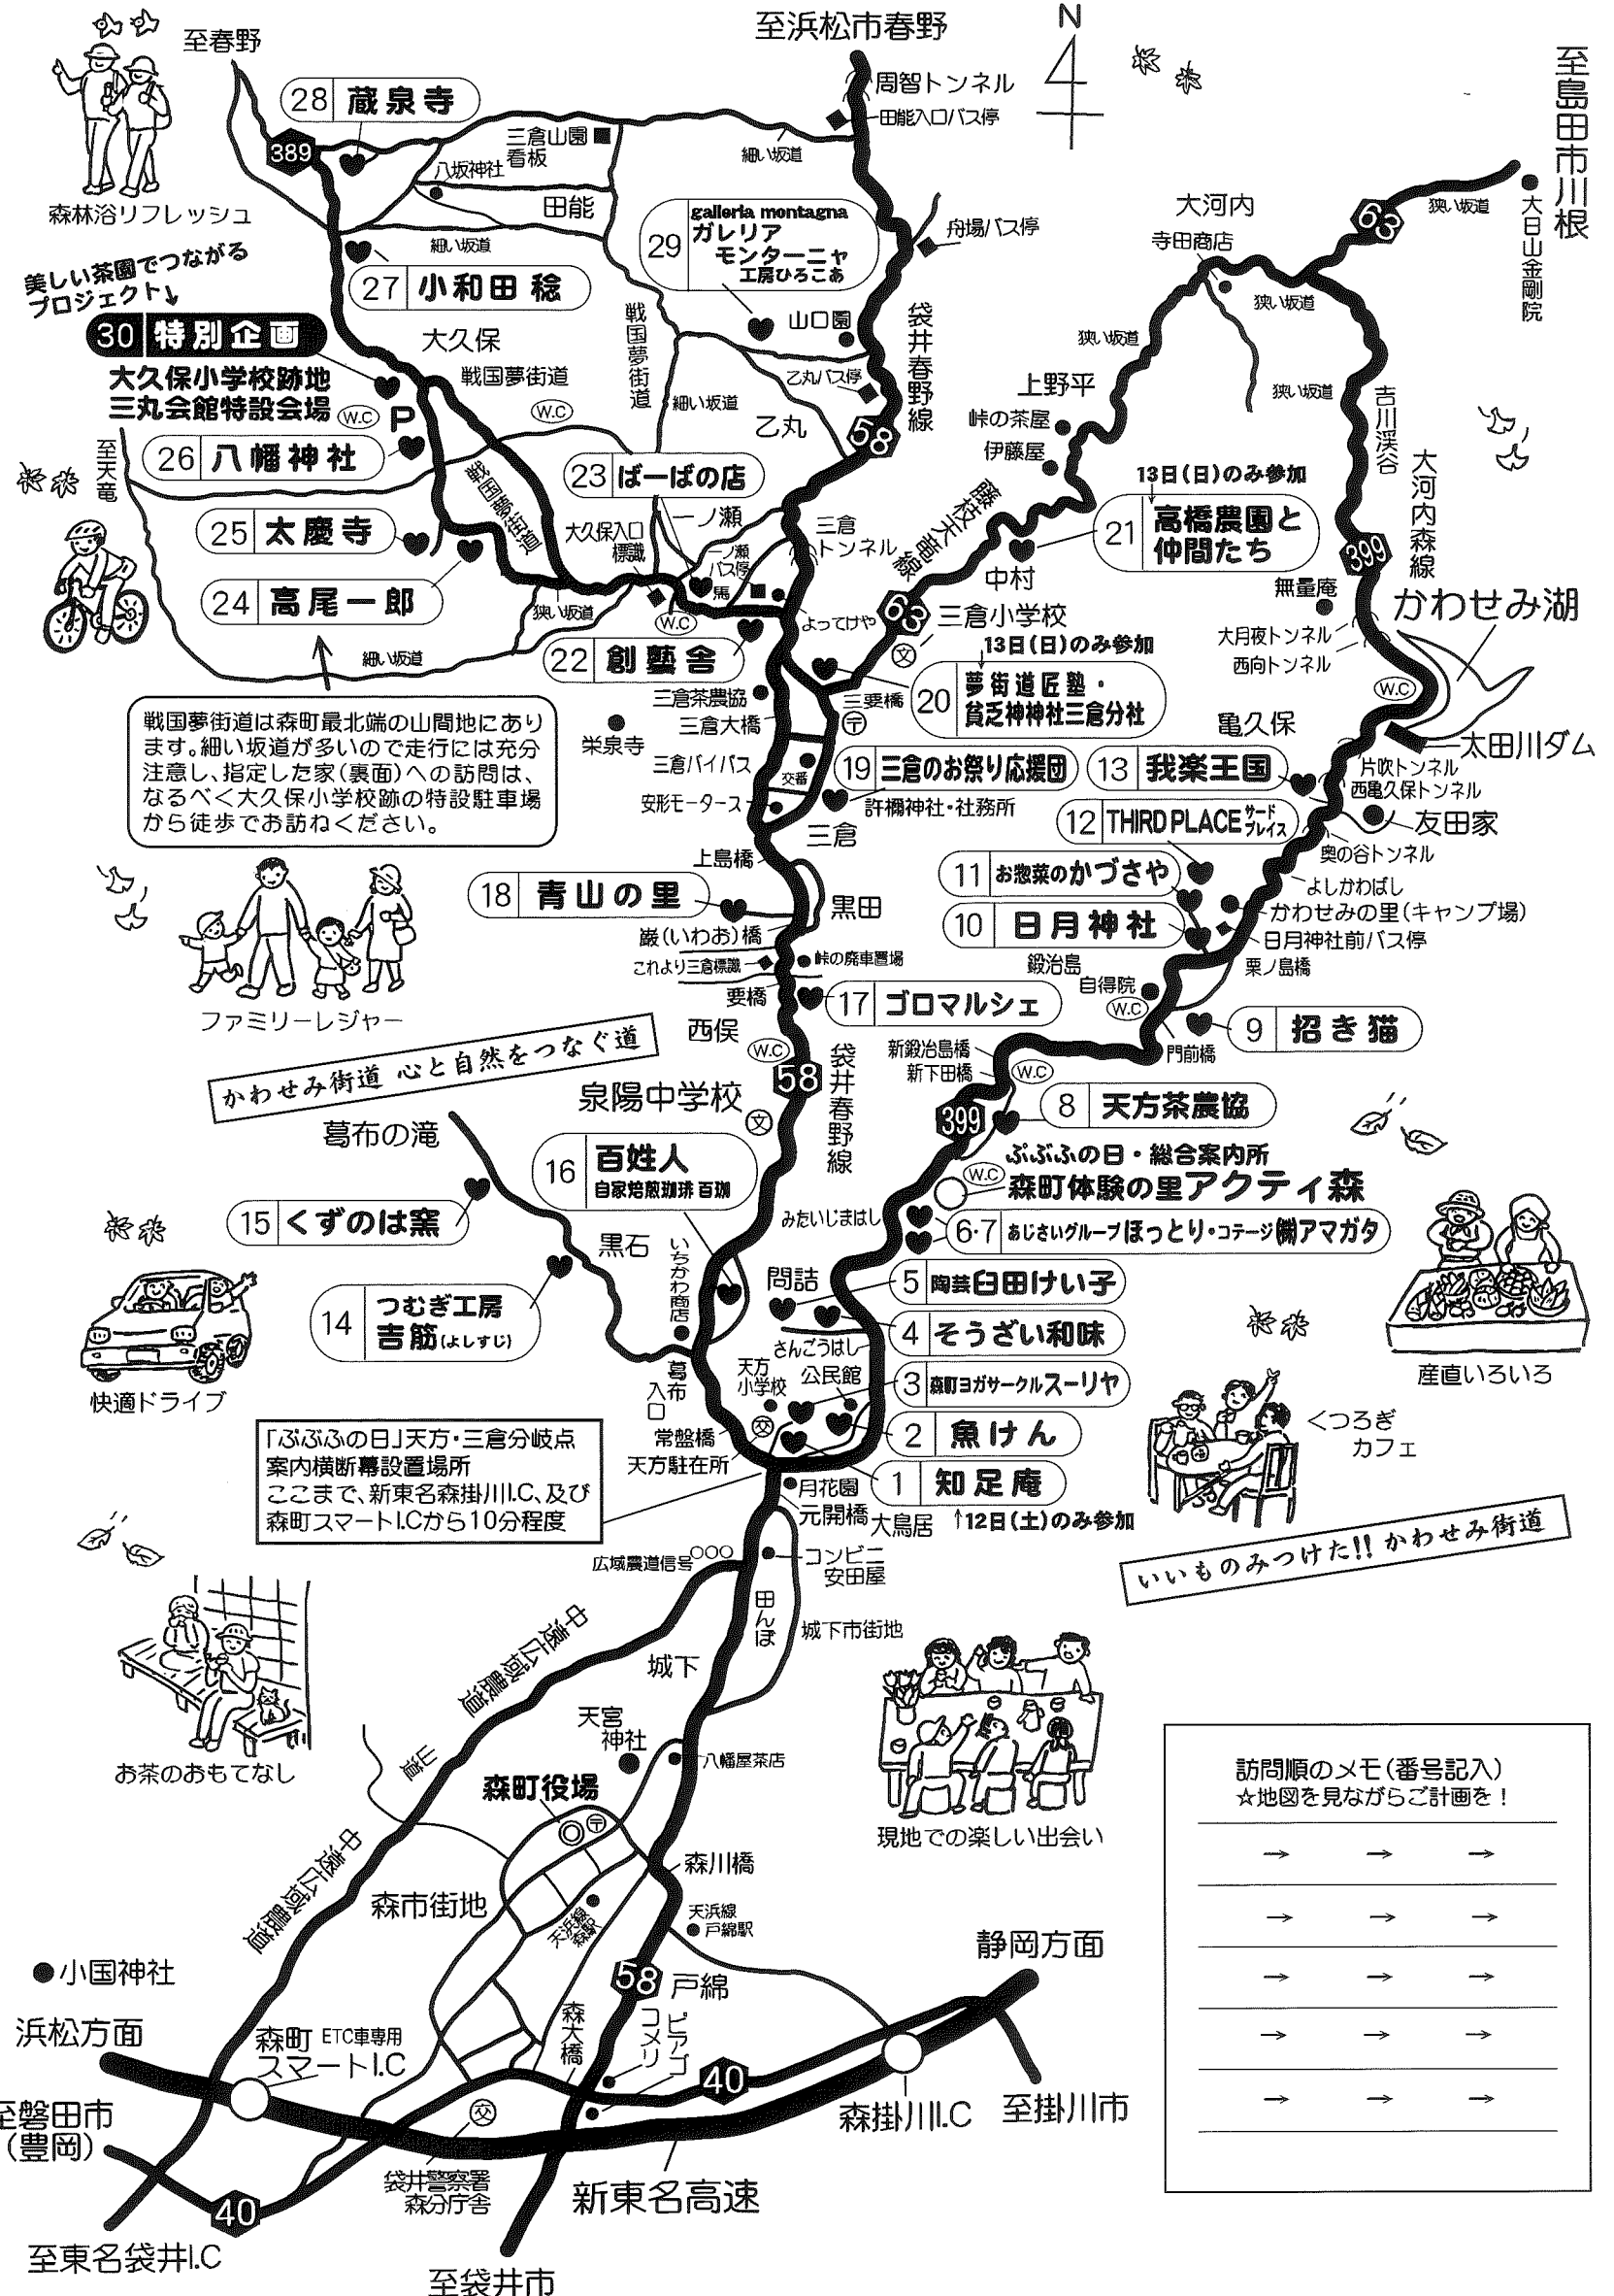 至浜松市春野
N
至春野
周智トンネル
田能入口バス停
至島田市川根
28 蔵泉寺
389
三倉山園
看板
細い坂道
八坂神社
田能
細い坂道
森林浴リフレッシュ
27 小和田稔
29
galleria montagna
ガレリア
モンターニャ
工房ひろこあ
舟場バス停
大河内
寺田商店
63
狭い坂道
大日山金剛院
狭い坂道
狭い坂道
狭い坂道
美しい茶園でつながる
プロジェクト
30 特別企画
大久保小学校跡地
三丸会館特設会場
W.C
P
大久保
戦国夢街道
W.C
戦国夢街道
山口園
袋井春野線
乙丸バス停
細い坂道
乙丸
58
上野平
峠の茶屋
伊藤屋
吉川渓谷
大河内森線
至天竜
26 八幡神社
戦国夢街道
23 ばーばの店
一ノ瀬
大久保入口
標識
一ノ瀬
バス停
馬
三倉
トンネル
藤枝天竜線
13日(日)のみ参加
21 高橋農園と
仲間たち
中村
399
25 太慶寺
24 高尾一郎
狭い坂道
細い坂道
W.C
よってけや
63
三倉小学校
文
無量庵
かわせみ湖
大月夜トンネル
西向トンネル
W.C
22 創藝舎
13日(日)のみ参加
20 夢街道匠塾・
貧乏神神社三倉分社
三要橋
〒
三倉茶農協
三倉大橋
栄泉寺
戦国夢街道は森町最北端の山間地にあり
ます。細い坂道が多いので走行には充分
注意し、指定した家(裏面)への訪問は、
なるべく大久保小学校跡の特設駐車場
から徒歩でお訪ねください。
三倉バイパス
交番
安形モータース
19 三倉のお祭り応援団
許禰神社・社務所
三倉
亀久保
太田川ダム
13 我楽王国
片吹トンネル
西亀久保トンネル
12 THIRD PLACE サード
プレイス
友田家
奥の谷トンネル
上島橋
11 お惣菜のかづさや
よしかわばし
かわせみの里(キャンプ場)
18 青山の里
黒田
10 日月神社
日月神社前バス停
巌(いわお)橋
これより三倉標識
峠の廃車置場
鍛治島
栗ノ島橋
自得院
W.C
要橋
17 ゴロマルシェ
ファミリーレジャー
9 招き猫
門前橋
西俣
W.C
新鍛冶島橋
新下田橋
W.C
かわせみ街道 心と自然をつなぐ道
58
袋井春野線
泉陽中学校
文
399
8 天方茶農協
葛布の滝
16 百姓人
自家焙煎珈琲 百珈
W.C
ぷぶふの日・総合案内所
森町体験の里アクティ森
みたいじまはし
6・7 あじさいグループ ほっとり・コテージ ㈱アマガタ
15 くずのは窯
黒石
いちかわ商店
問詰
5 陶芸 臼田けい子
14 つむぎ工房
吉筋(よしすじ)
4 そうざい和味
さんごうはし
産直いろいろ
葛布
入口
天方
小学校
公民館
3 森町ヨガサークルスーリヤ
快適ドライブ
常盤橋
交
2 魚けん
くつろぎ
カフェ
天方駐在所
「ぷぶふの日」天方・三倉分岐点
案内横断幕設置場所
ここまで、新東名森掛川I.C、及び
森町スマートI.Cから10分程度
月花園
1 知足庵
元開橋
大鳥居
↑12日(土)のみ参加
広域農道信号
コンビニ
安田屋
いいものみつけた!! かわせみ街道
田んぼ
城下市街地
中遠広域農道
城下
お茶のおもてなし
山道
天宮
神社
八幡屋茶店
森町役場
〒
現地での楽しい出会い
訪問順のメモ(番号記入)
☆地図を見ながらご計画を!
→ → →
→ → →
→ → →
→ → →
→ → →
森川橋
中遠広域農道
森市街地
天浜線
森駅
天浜線
戸綿駅
静岡方面
小国神社
58
戸綿
浜松方面
森町 ETC車専用
スマートI.C
森大橋
コメリ
ピアゴ
40
森掛川I.C
至掛川市
至磐田市
(豊岡)
交
袋井警察署
森分庁舎
新東名高速
40
至東名袋井I.C
至袋井市